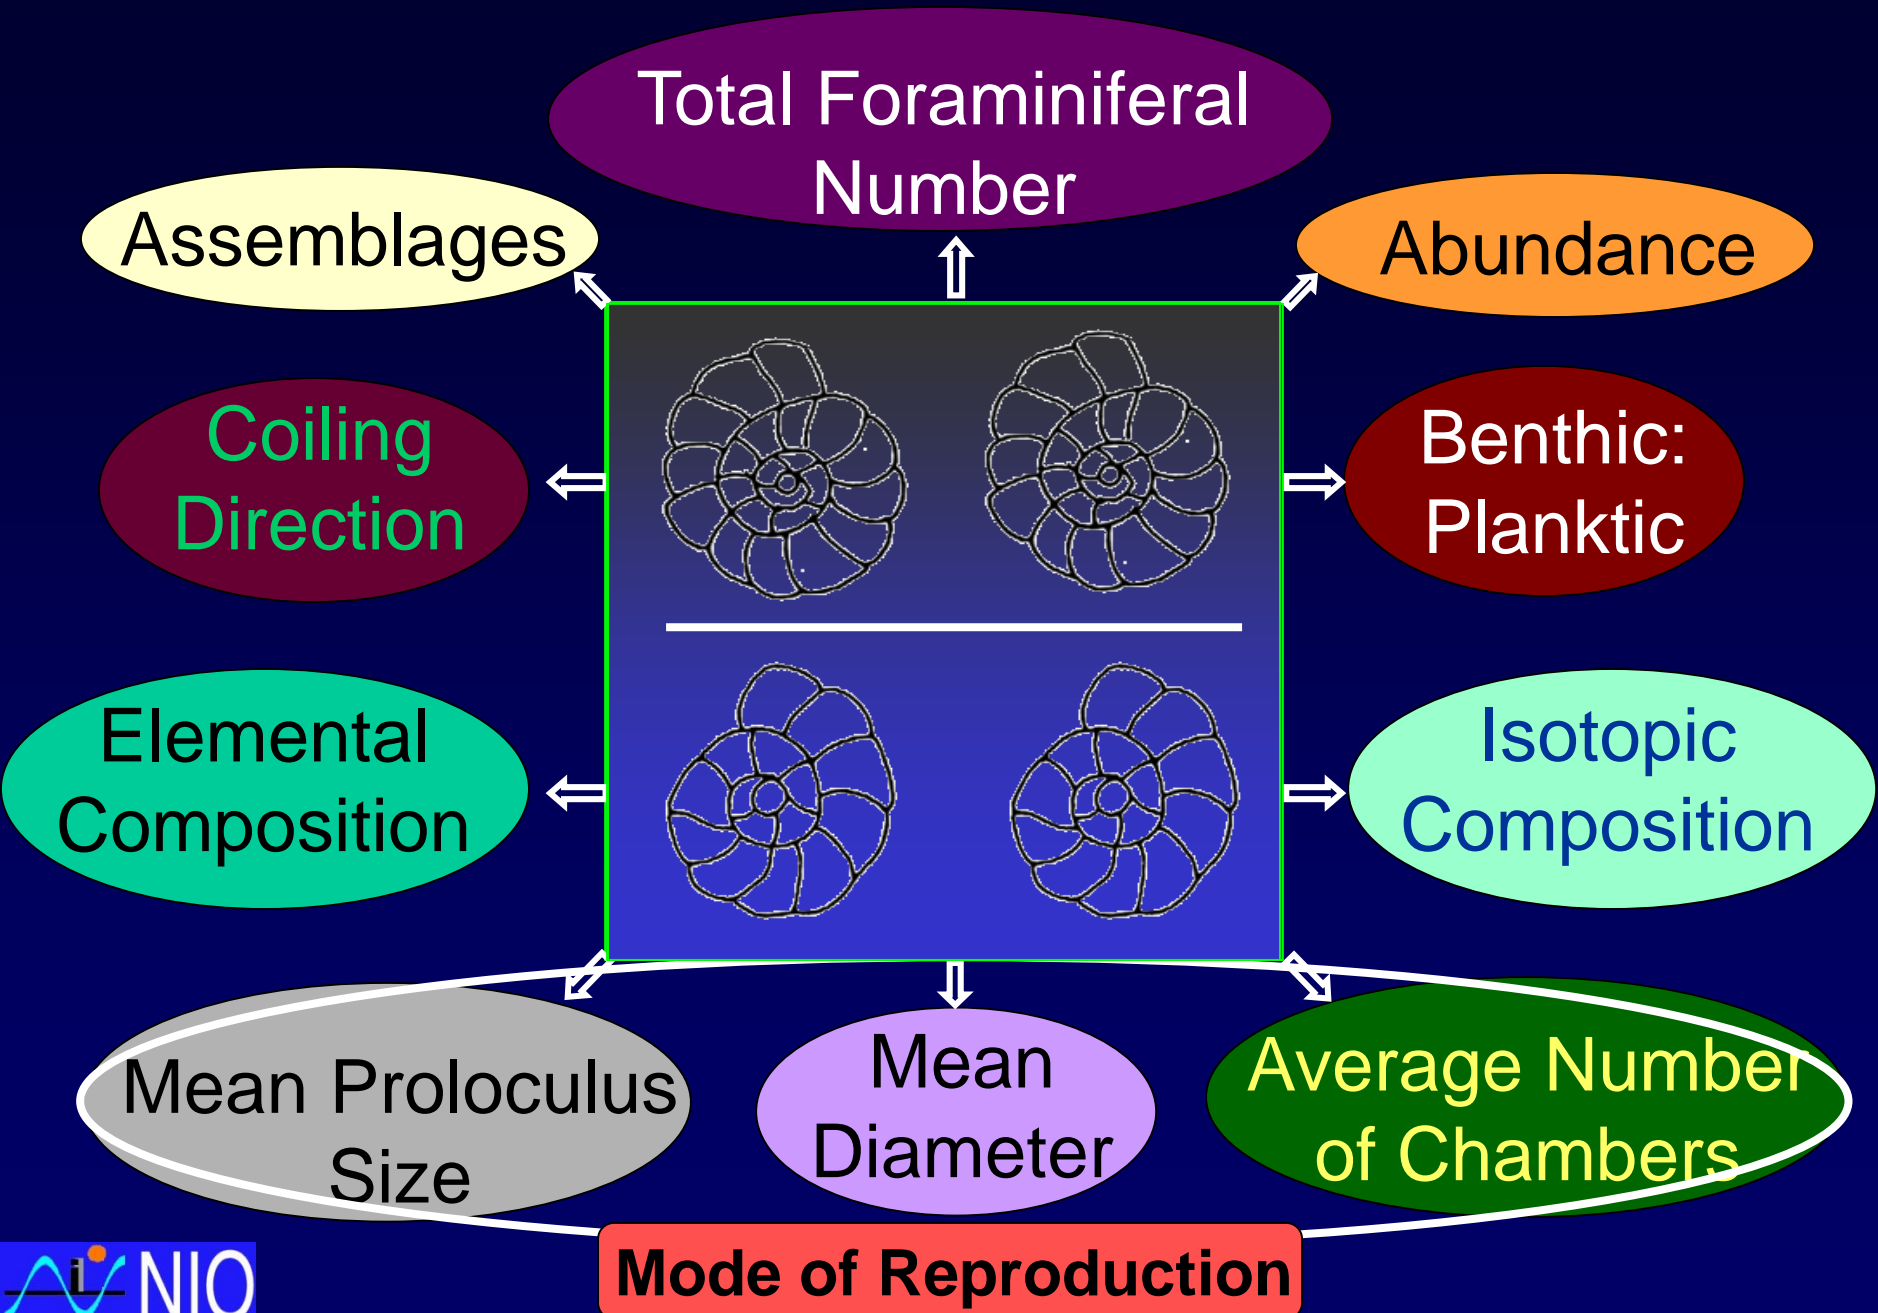 Total Foraminiferal
Number
Assemblages
Abundance
Coiling
Direction
Benthic:
Planktic
Elemental
Composition
Isotopic
Composition
Mean Proloculus
Size
Mean
Diameter
Average Number
of Chambers
Mode of Reproduction
NIO